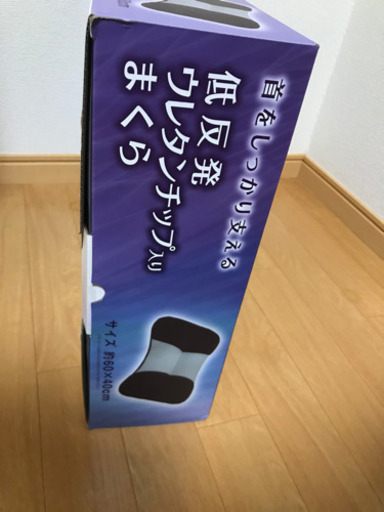 首をしっかり支える
低反発
ウレタンチップ入り
まくら
サイズ 約60×40cm